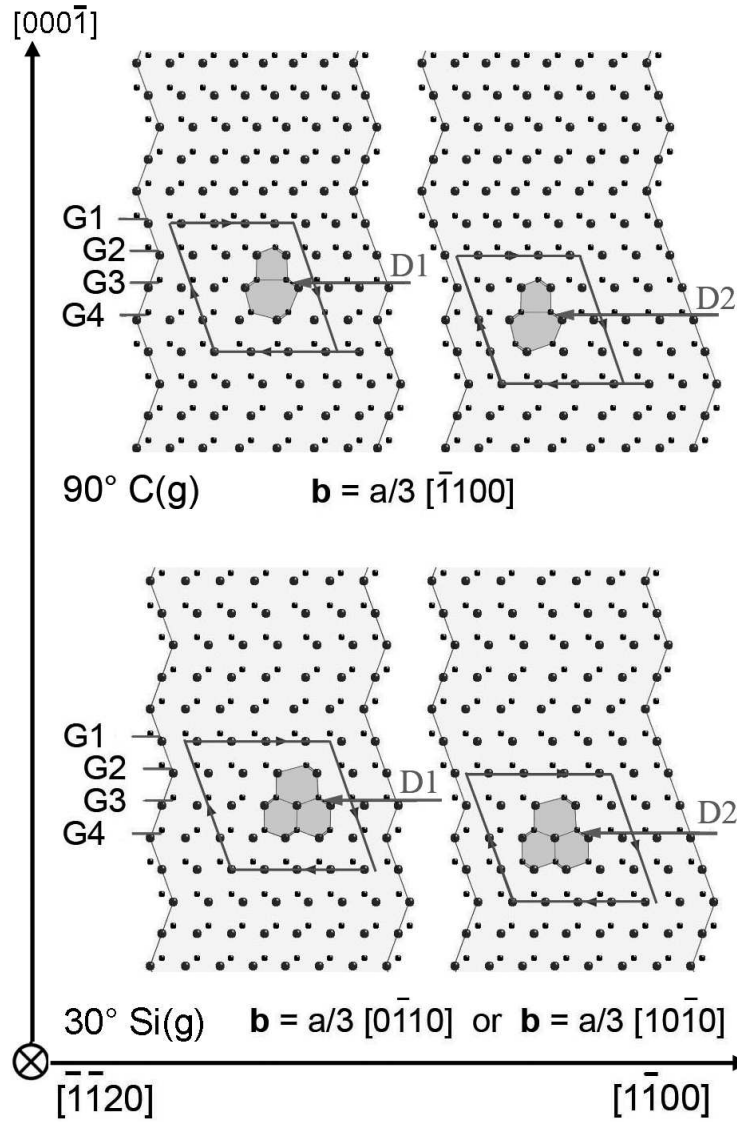 [0001̄]
G1
G2
G3
G4
D1
D2
90° C(g) b = a/3 [1̄100]
G1
G2
G3
G4
D1
D2
30° Si(g) b = a/3 [01̄10] or b = a/3 [101̄0]
[1̄1̄20] [11̄00]